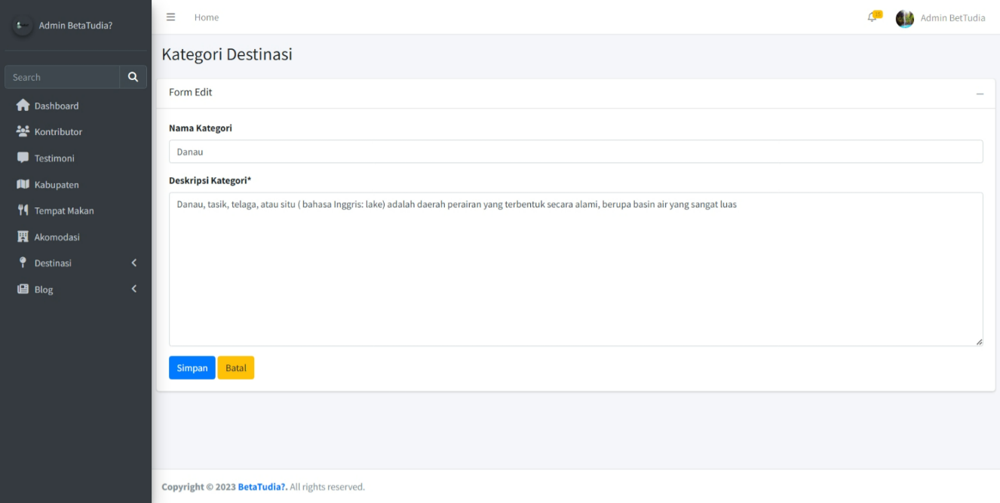 Admin BetaTudia?
Search
Dashboard
Kontributor
Testimoni
Kabupaten
Tempat Makan
Akomodasi
Destinasi
Blog
Home
Admin BetTudia
Kategori Destinasi
Form Edit
Nama Kategori
Danau
Deskripsi Kategori*
Danau, tasik, telaga, atau situ ( bahasa Inggris: lake) adalah daerah perairan yang terbentuk secara alami, berupa basin air yang sangat luas
Simpan Batal
Copyright © 2023 BetaTudia?. All rights reserved.